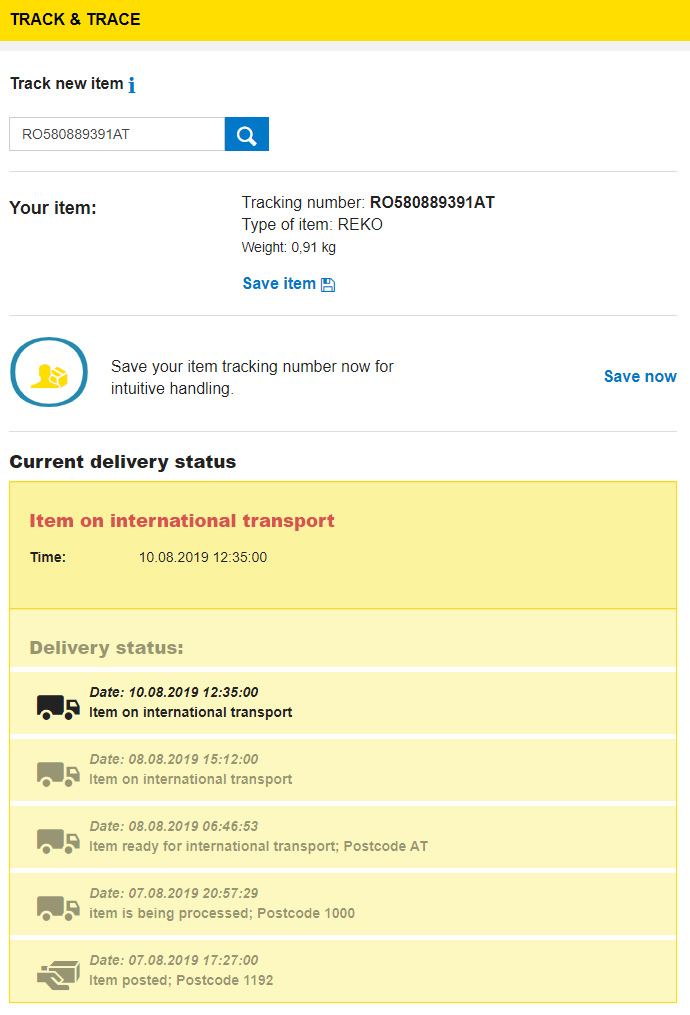 TRACK & TRACE
Track new item i
RO580889391AT
Your item:
Tracking number: RO580889391AT
Type of item: REKO
Weight: 0,91 kg
Save item
Save your item tracking number now for
intuitive handling.
Save now
Current delivery status
Item on international transport
Time: 10.08.2019 12:35:00
Delivery status:
Date: 10.08.2019 12:35:00
Item on international transport
Date: 08.08.2019 15:12:00
Item on international transport
Date: 08.08.2019 06:46:53
Item ready for international transport; Postcode AT
Date: 07.08.2019 20:57:29
item is being processed; Postcode 1000
Date: 07.08.2019 17:27:00
Item posted; Postcode 1192